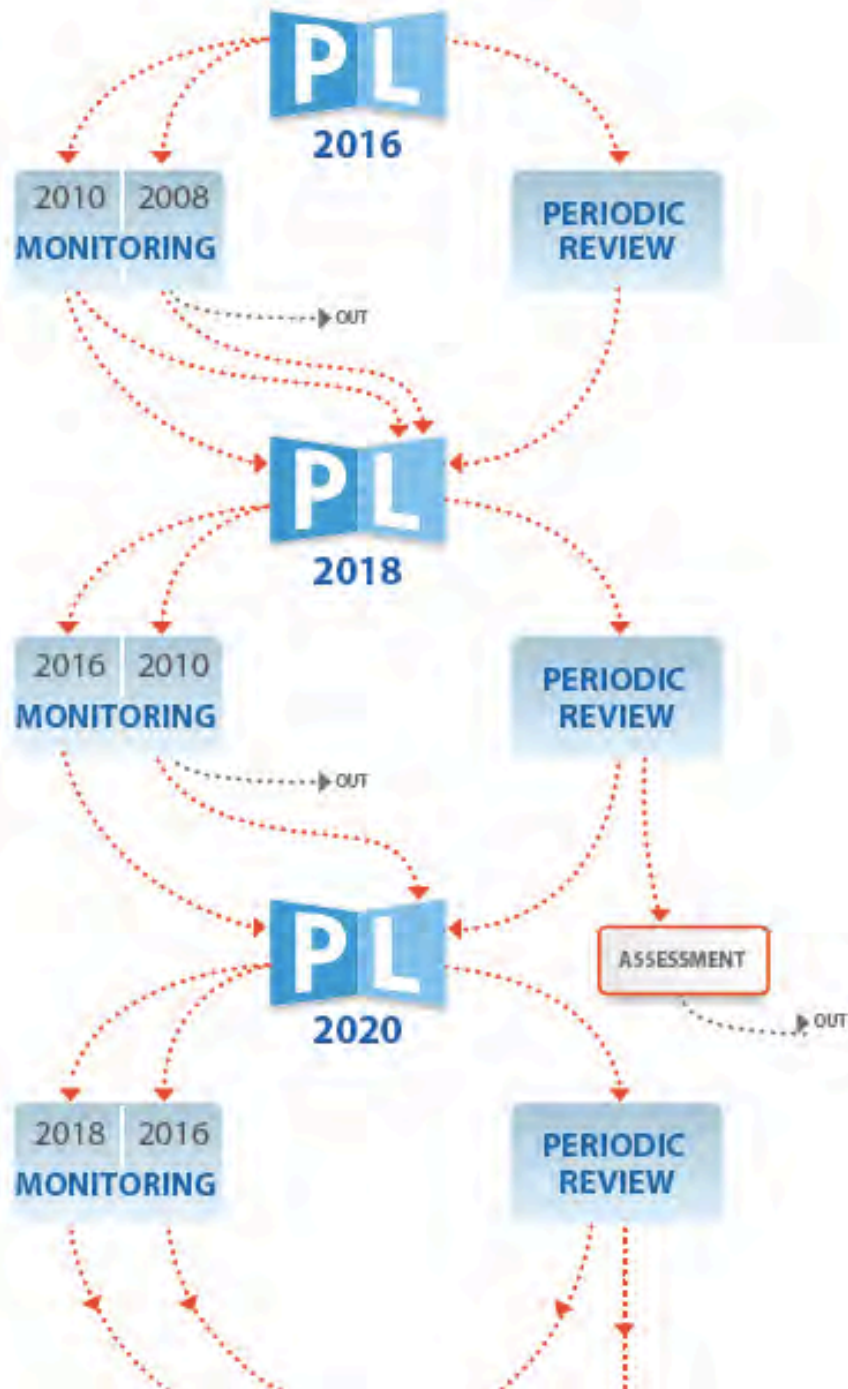 PL
2016
2010 2008
MONITORING
PERIODIC
REVIEW
OUT
PL
2018
2016 2010
MONITORING
PERIODIC
REVIEW
OUT
PL
ASSESSMENT
2020
OUT
2018 2016
MONITORING
PERIODIC
REVIEW